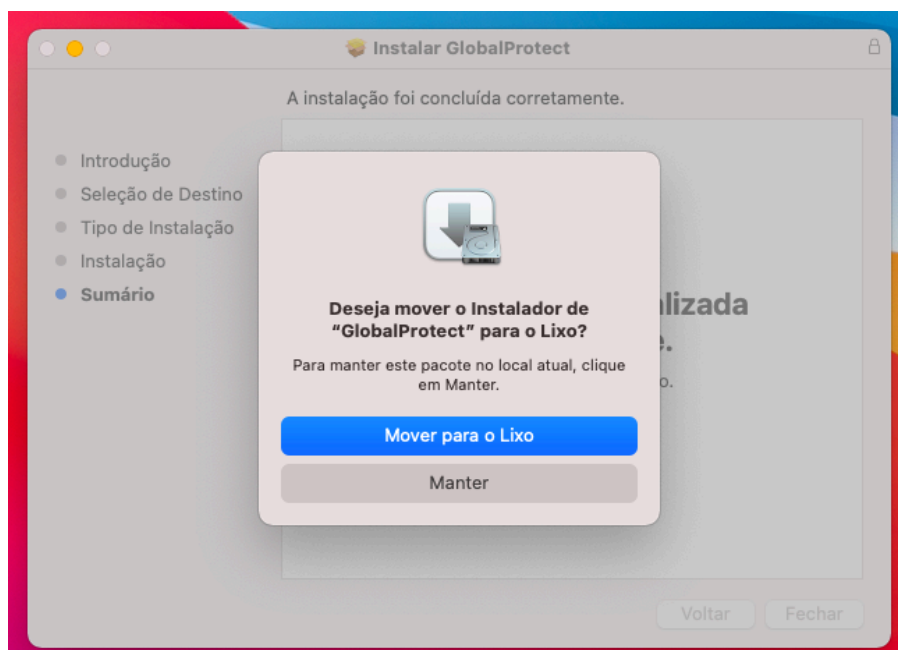 Instalar GlobalProtect
A instalação foi concluída corretamente.
Introdução
Seleção de Destino
Tipo de Instalação
Instalação
Sumário
Deseja mover o Instalador de
“GlobalProtect” para o Lixo?
Para manter este pacote no local atual, clique
em Manter.
Mover para o Lixo
Manter
Voltar
Fechar